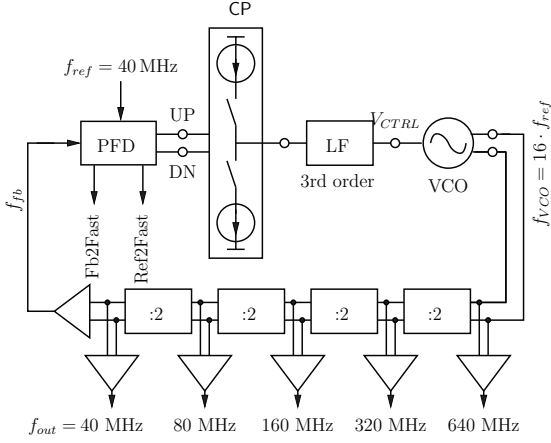 CP
f_ref = 40 MHz
UP
PFD
DN
V_CTRL
LF
3rd order
VCO
f_VCO = 16 · f_ref
f_fb
Fb2Fast
Ref2Fast
:2 :2 :2 :2
f_out = 40 MHz 80 MHz 160 MHz 320 MHz 640 MHz